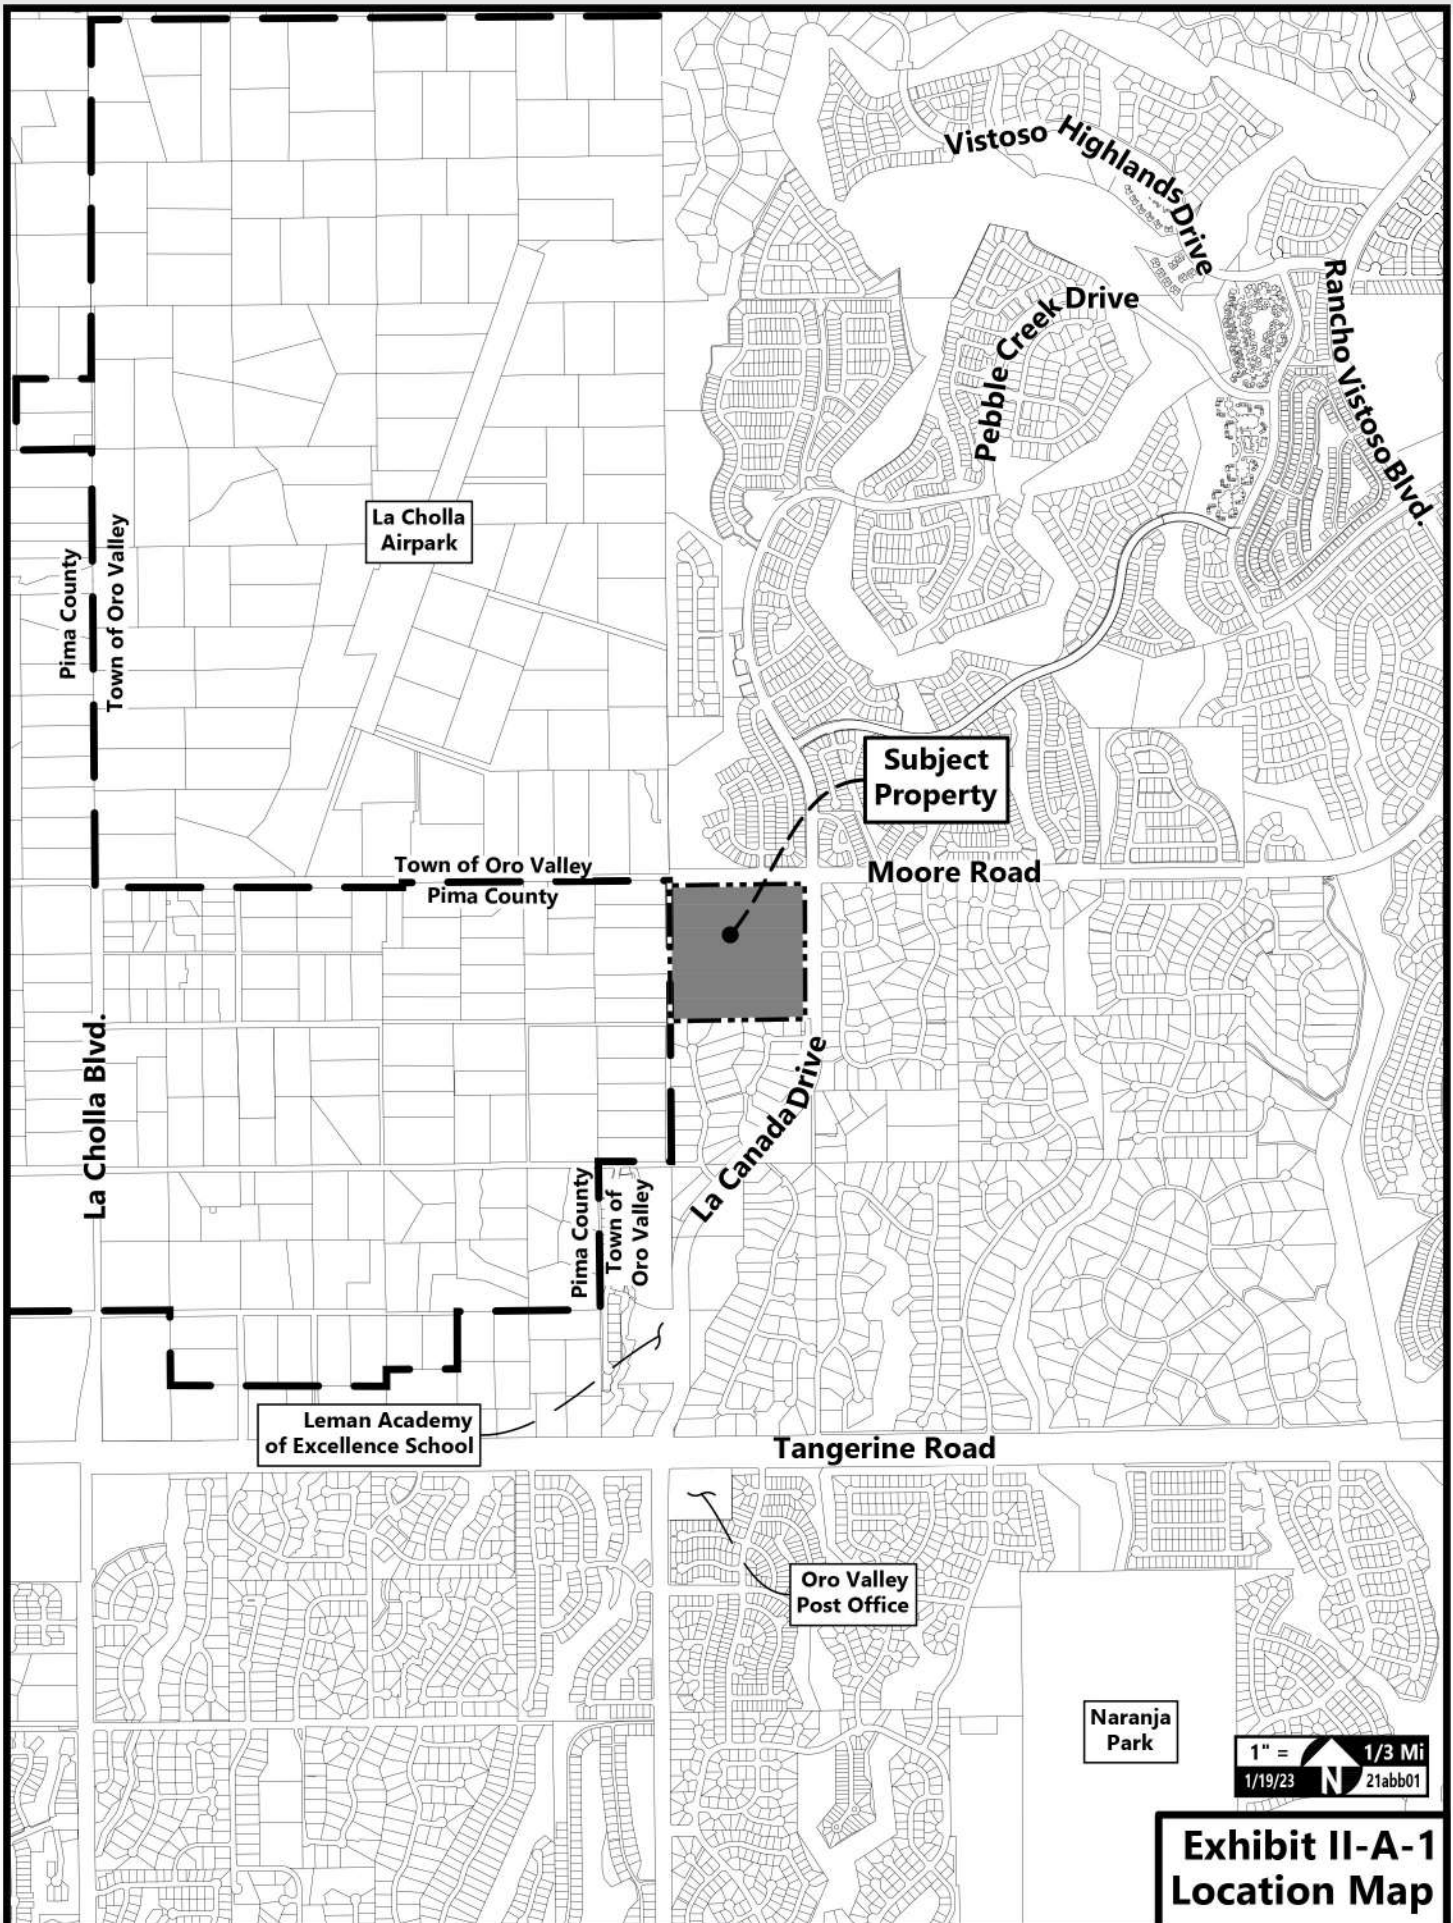 Vistoso Highlands Drive
Pebble Creek Drive
Rancho Vistoso Blvd.
La Cholla
Airpark
Pima County
Town of Oro Valley
Subject
Property
Town of Oro Valley
Moore Road
Pima County
La Cholla Blvd.
La Canada Drive
Pima County
Town of
Oro Valley
Leman Academy
of Excellence School
Tangerine Road
Oro Valley
Post Office
Naranja
Park
1" = 1/3 Mi
1/19/23 N 21abb01
Exhibit II-A-1
Location Map